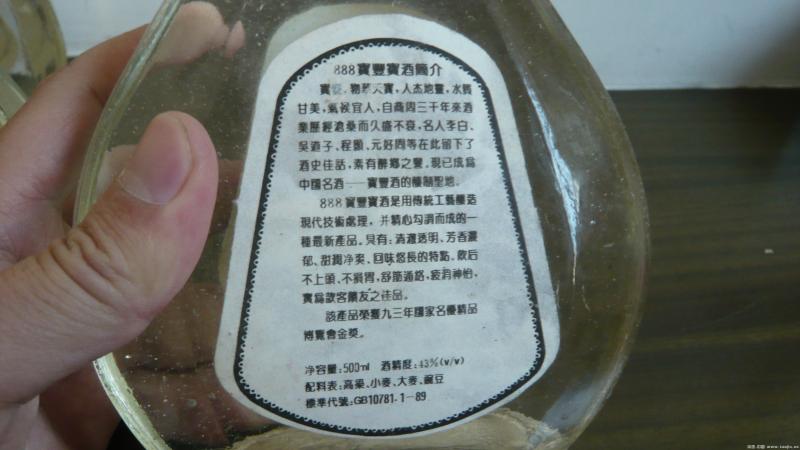 888寶豐寶酒簡介
寶豐，物華天寶，人杰地靈，水質
甘美，氣候宜人，自商周三千年來酒
業歷經滄桑而久盛不衰，名人李白、
吳道子、程顥、元好問等在此留下了
酒史佳話，素有醉鄉之譽。現已成爲
中國名酒——寶豐酒的釀制聖地。
888寶豐寶酒是用傳統工藝釀造
現代技術處理，并精心勾調而成的一
種最新產品。具有：清澈透明、芳香濃
郁、甜潤净爽、回味悠長的特點。飲后
不上頭、不損胃，舒筋通絡，疲消神怡，
實爲款客饋友之佳品。
該產品榮獲九三年國家名優精品
博覽會金獎。
净容量：500ml 酒精度：43%(v/v)
配料表：高粱、小麥、大麥、豌豆
標準代號：GB10781·1-89